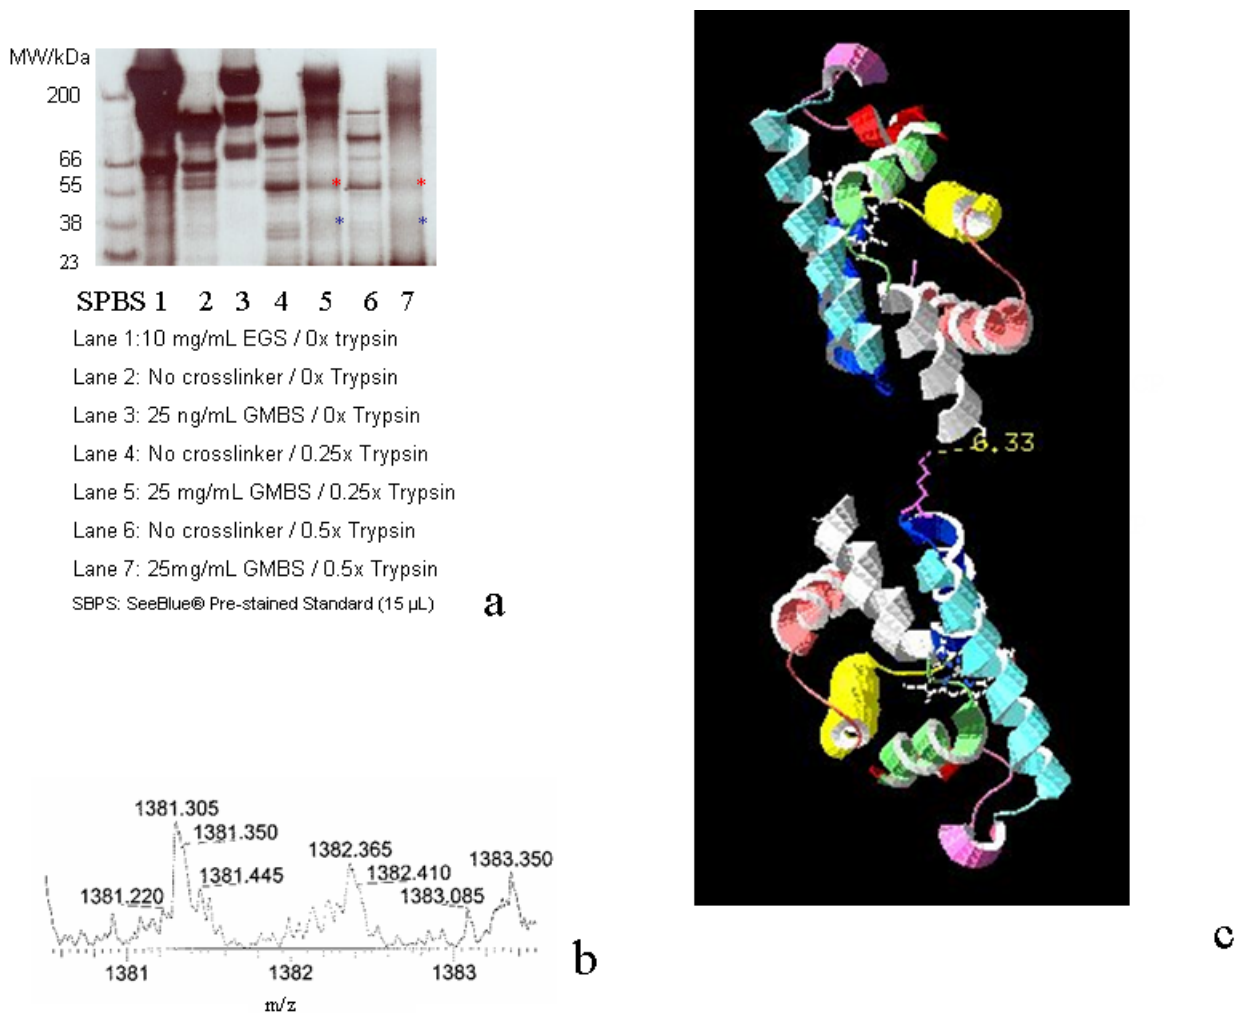 MW/kDa
200
66
55
38
23
*
*
*
*
SPBS 1 2 3 4 5 6 7
Lane 1:10 mg/mL EGS / 0x trypsin
Lane 2: No crosslinker / 0x Trypsin
Lane 3: 25 ng/mL GMBS / 0x Trypsin
Lane 4: No crosslinker / 0.25x Trypsin
Lane 5: 25 mg/mL GMBS / 0.25x Trypsin
Lane 6: No crosslinker / 0.5x Trypsin
Lane 7: 25mg/mL GMBS / 0.5x Trypsin
SBPS: SeeBlue® Pre-stained Standard (15 µL)
a
1381.305
1381.350
1381.445
1381.220
1382.365
1382.410
1383.085
1383.350
1381 1382 1383
m/z
b
6.33
c